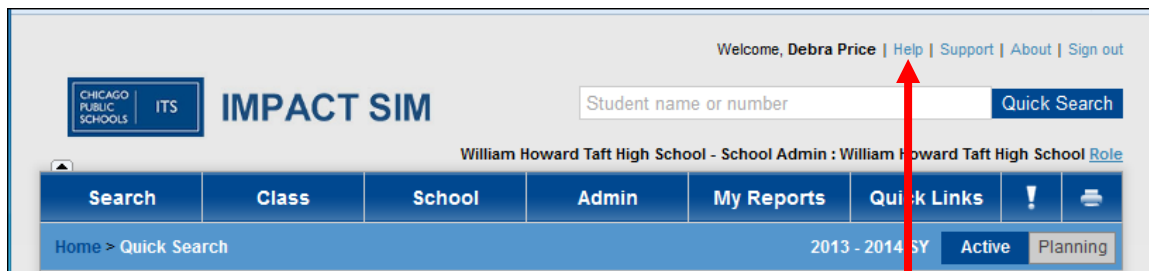 Welcome, Debra Price | Help | Support | About | Sign out
CHICAGO
PUBLIC
SCHOOLS
ITS
IMPACT SIM
Student name or number
Quick Search
William Howard Taft High School - School Admin : William Howard Taft High School Role
Search Class School Admin My Reports Quick Links !
Home > Quick Search
2013 - 2014 SY Active Planning